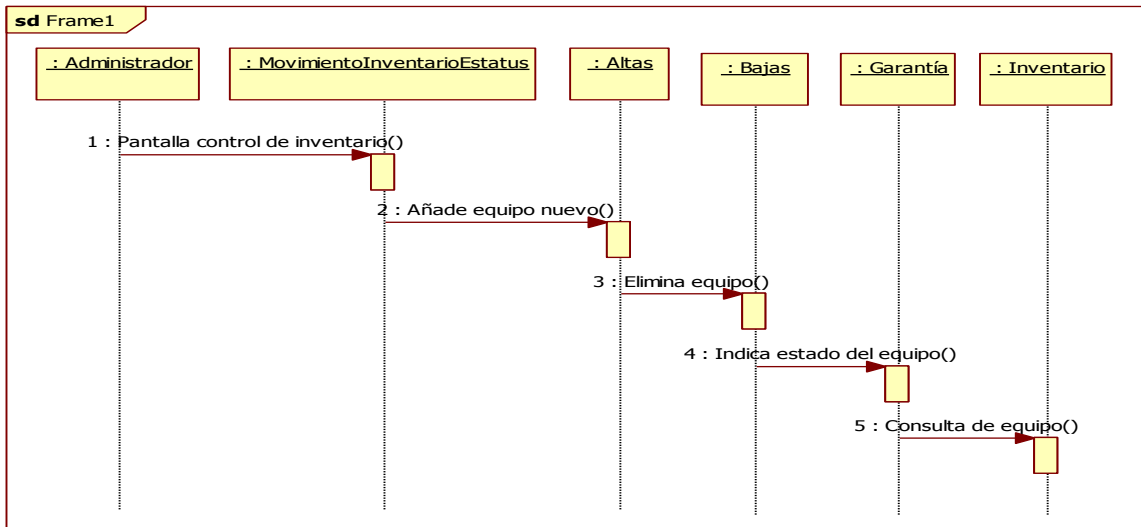 sd Frame1
: Administrador
: MovimientoInventarioEstatus
: Altas
: Bajas
: Garantía
: Inventario
1 : Pantalla control de inventario()
2 : Añade equipo nuevo()
3 : Elimina equipo()
4 : Indica estado del equipo()
5 : Consulta de equipo()